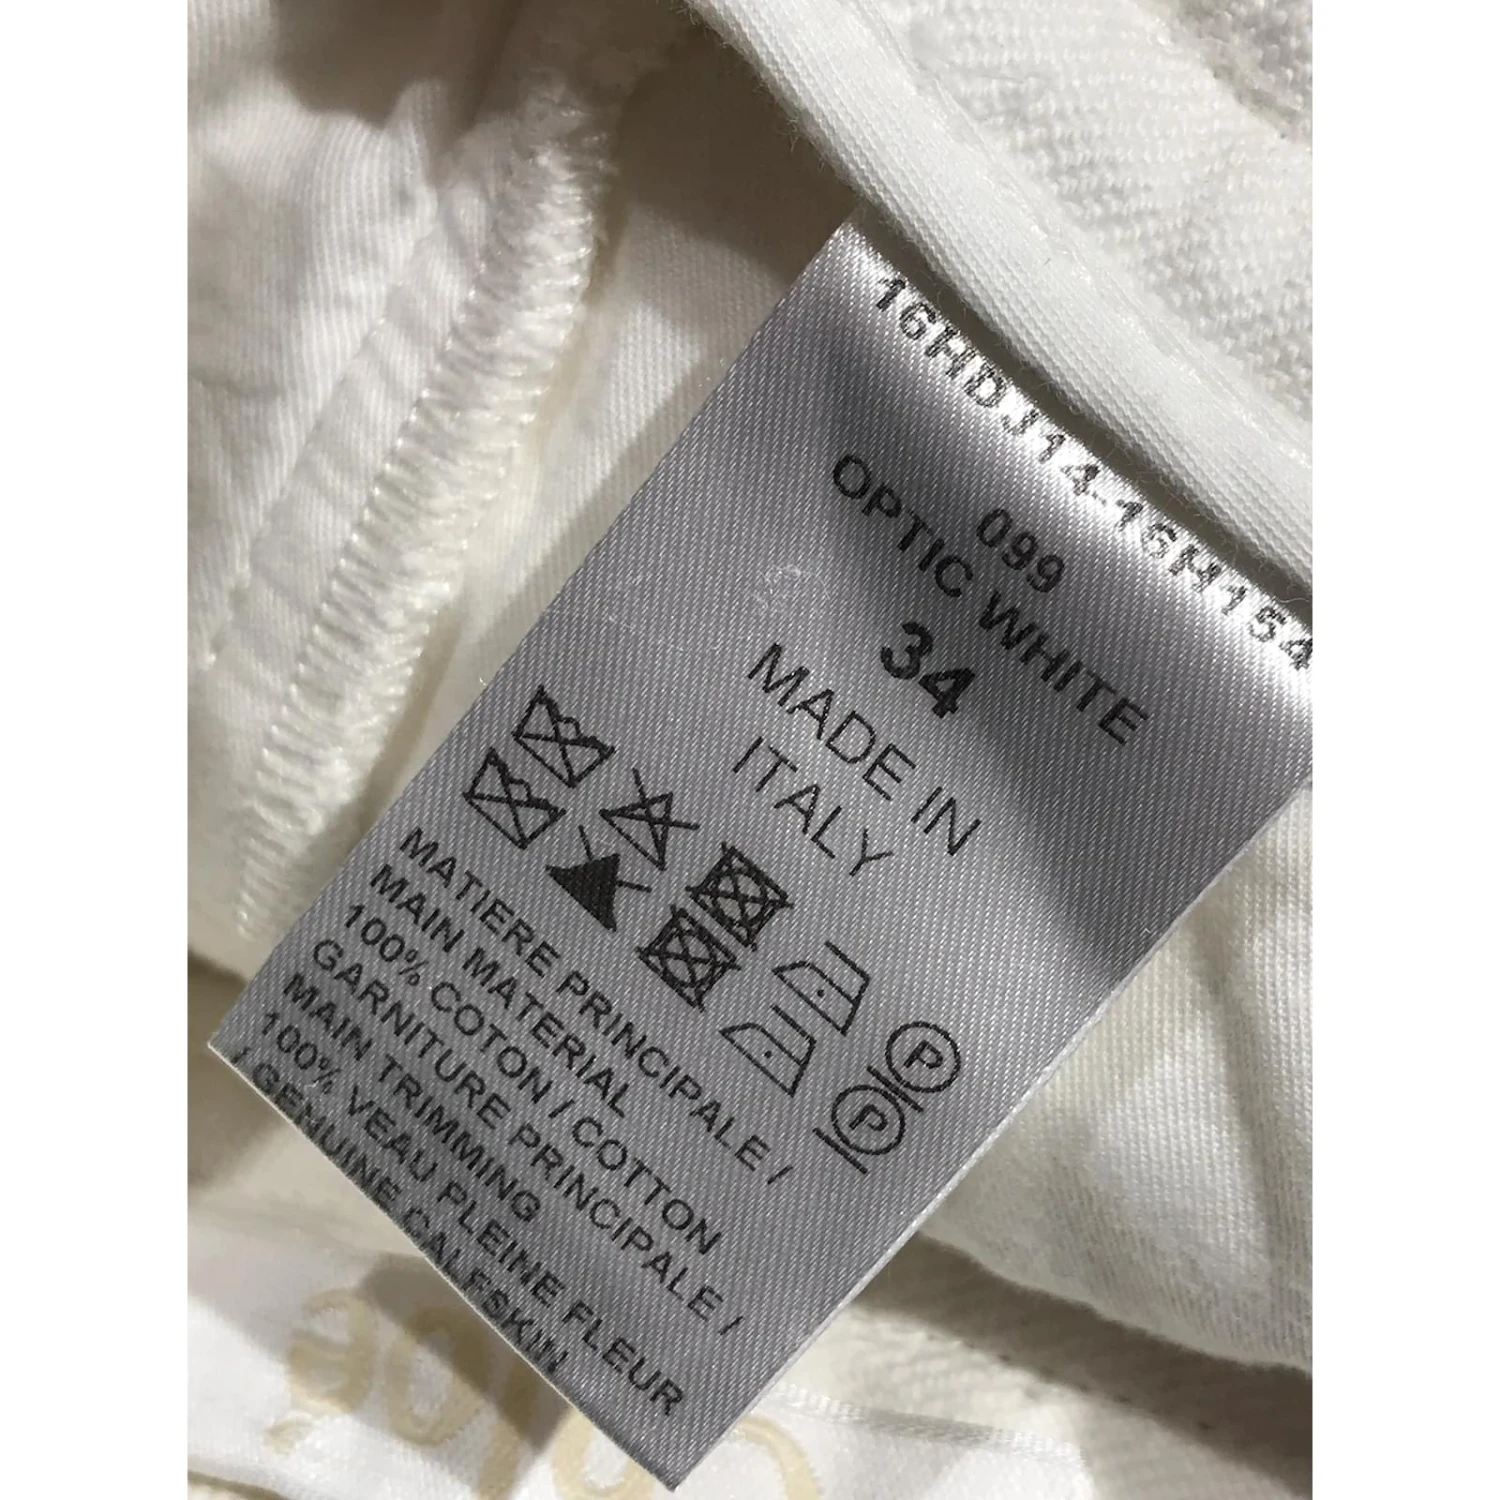 16HDJ14-16H154
099
OPTIC WHITE
34
MADE IN
ITALY
P
P
MATIERE PRINCIPALE /
MAIN MATERIAL
100% COTON / COTTON
GARNITURE PRINCIPALE /
MAIN TRIMMING
100% VEAU PLEINE FLEUR
/ GENUINE CALFSKIN